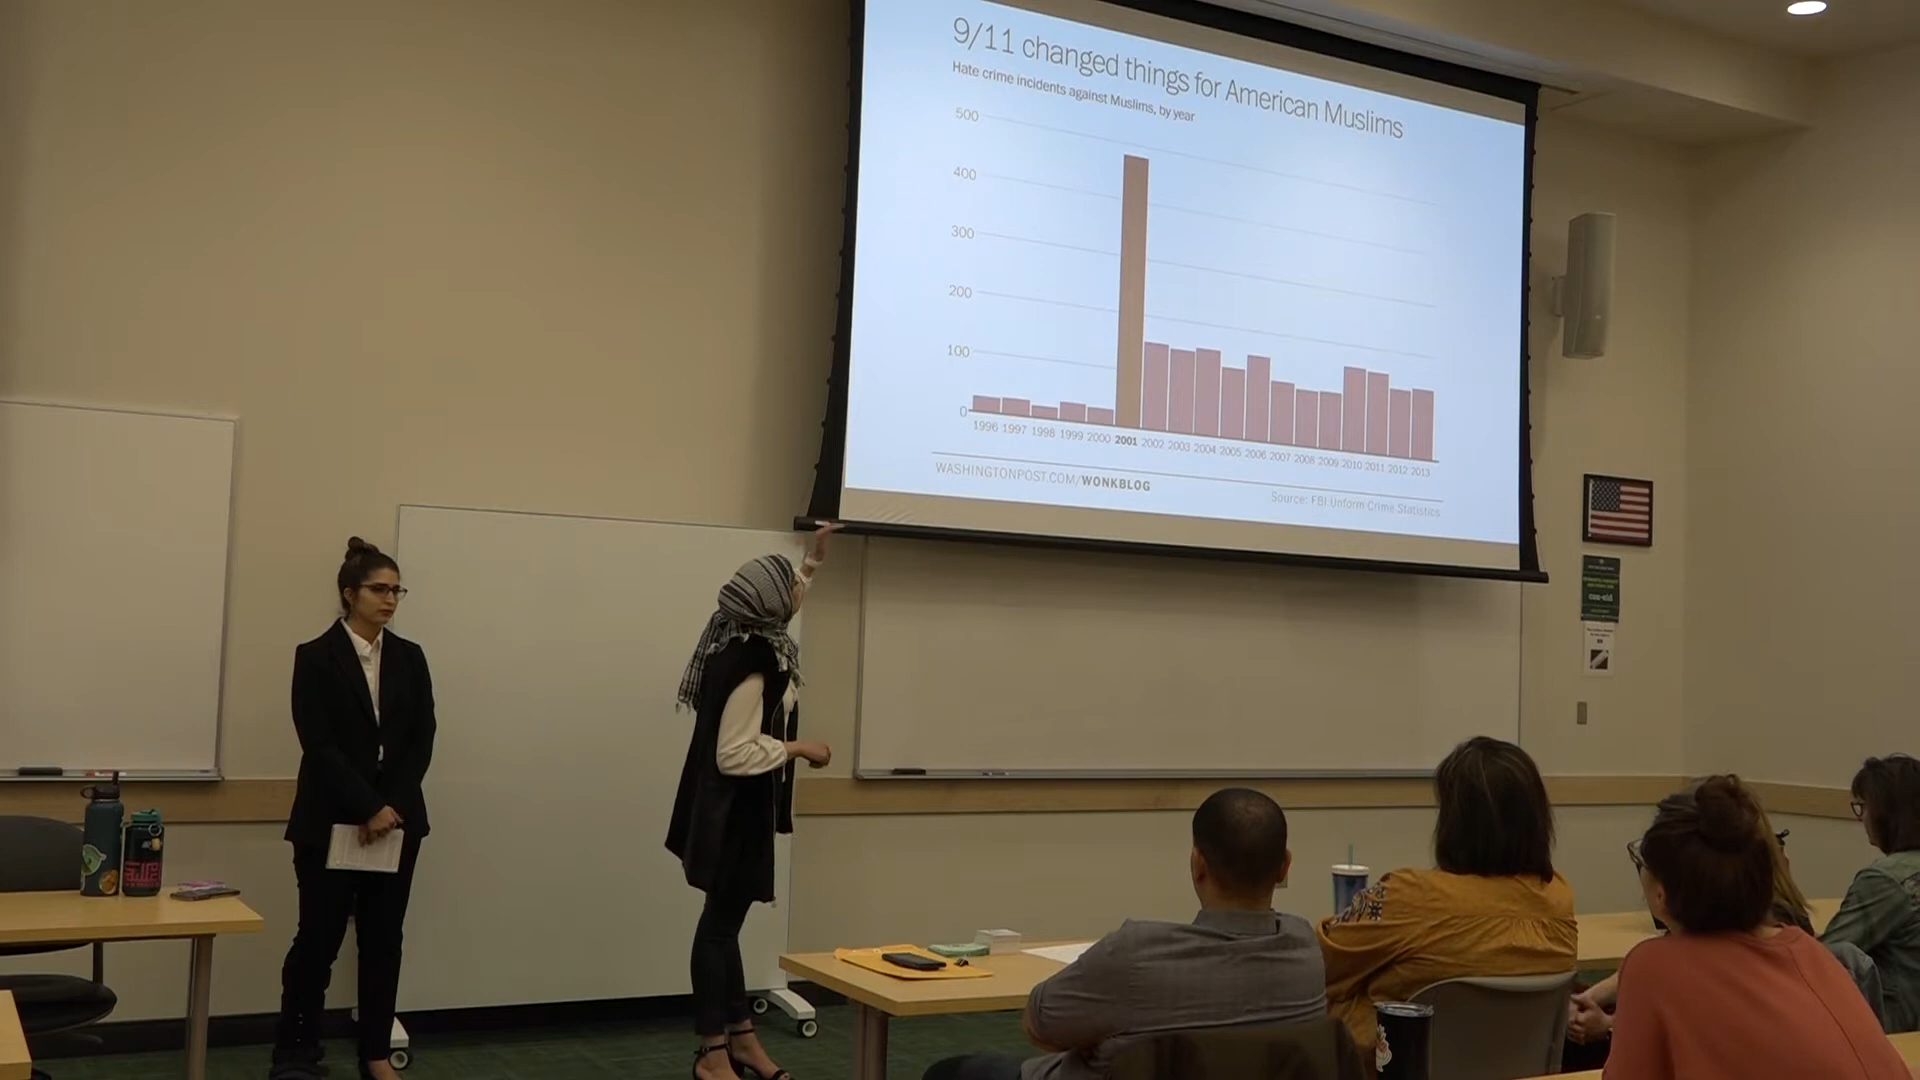 9/11 changed things for American Muslims
Hate crime incidents against Muslims, by year
500
400
300
200
100
0
1996 1997 1998 1999 2000 2001 2002 2003 2004 2005 2006 2007 2008 2009 2010 2011 2012 2013
WASHINGTONPOST.COM/WONKBLOG
Source: FBI Unform Crime Statistics